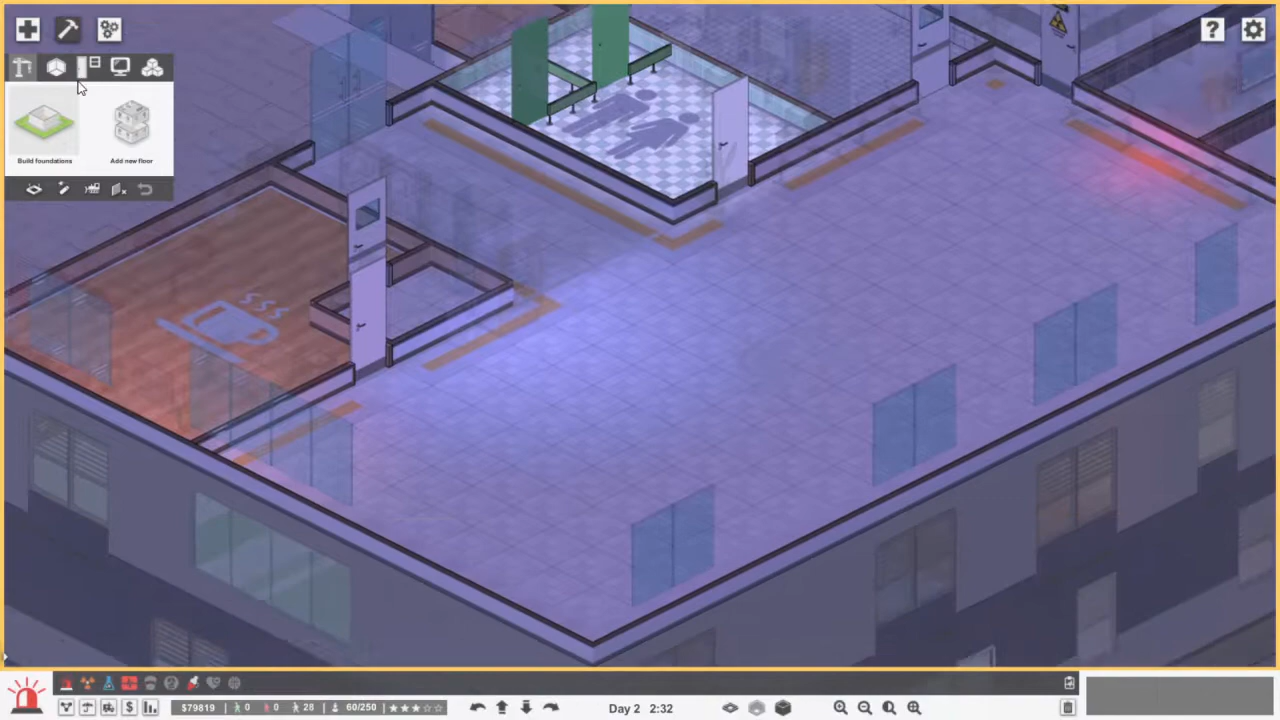 ?
Build foundations
Add new floor
$79819 0 0 28 60/250
Day 2 2:32